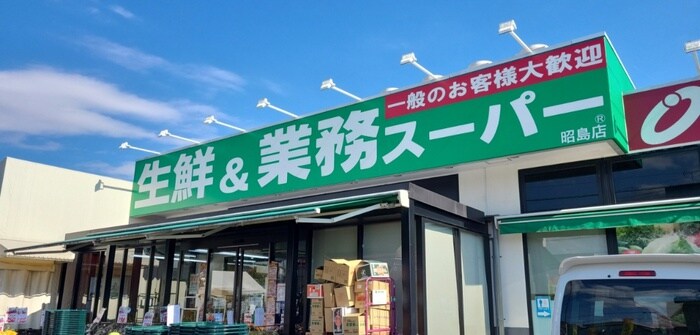 一般のお客様大歓迎
生鮮&業務スーパー®
昭島店